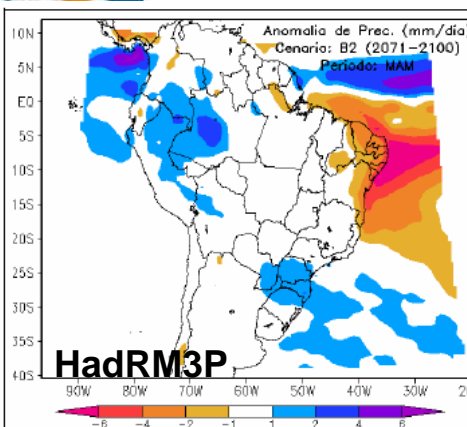 Anomalia de Prec. (mm/dia)
Cenario: B2 (2071-2100)
Periodo: MAM
10N
5N
EQ
5S
10S
15S
20S
25S
30S
35S
40S
HadRM3P
90W 80W 70W 60W 50W 40W 30W 20
-6 -4 -2 -1 1 2 4 6